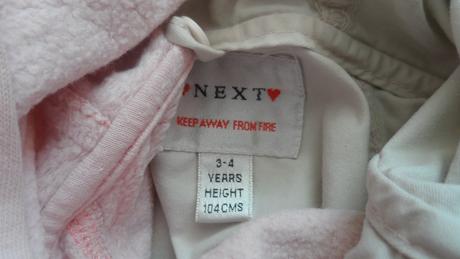 ♥NEXT♥
KEEP AWAY FROM FIRE
3-4
YEARS
HEIGHT
104CMS